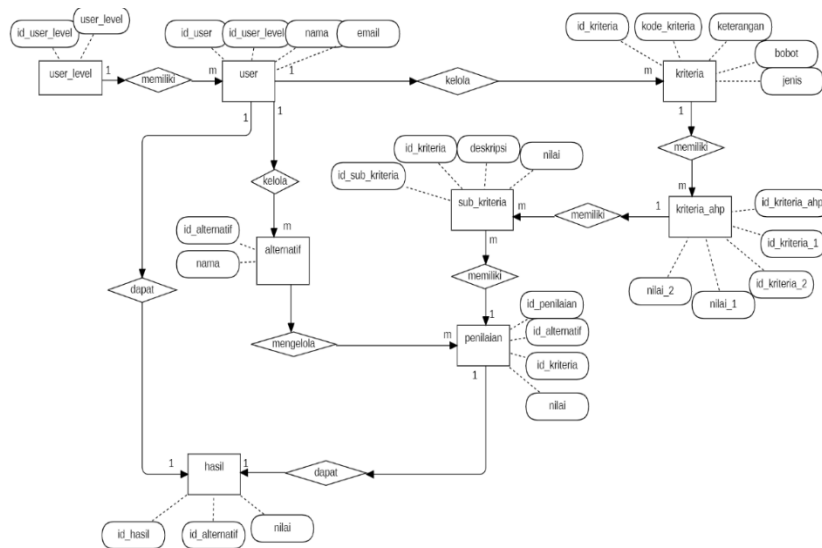 user_level
id_user_level
id_user
id_user_level
nama
email
id_kriteria
kode_kriteria
keterangan
bobot
jenis
user_level
1
memiliki
m
user
1
kelola
m
kriteria
1
1
1
memiliki
m
kelola
m
id_kriteria
deskripsi
nilai
id_sub_kriteria
sub_kriteria
m
memiliki
1
kriteria_ahp
id_kriteria_ahp
id_kriteria_1
id_kriteria_2
nilai_1
nilai_2
id_alternatif
nama
alternatif
m
memiliki
1
dapat
mengelola
m
penilaian
id_penilaian
id_alternatif
id_kriteria
nilai
1
1
hasil
1
dapat
id_hasil
id_alternatif
nilai